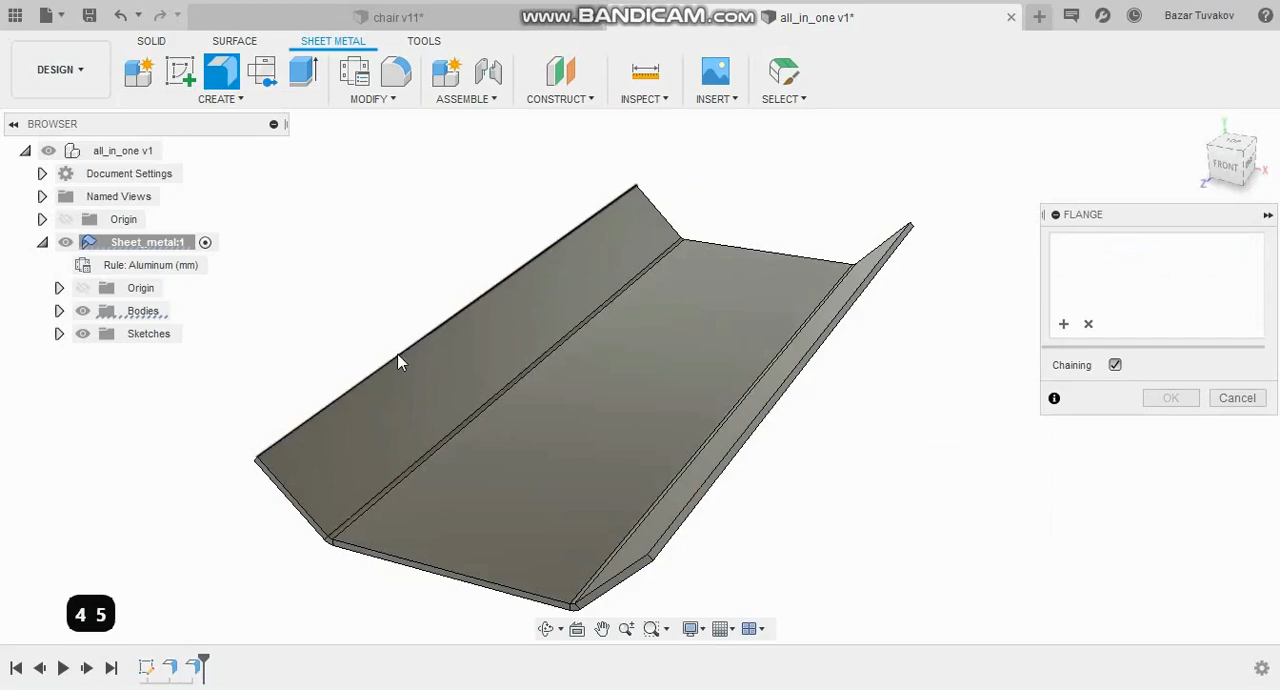 chair v11*
www.BANDICAM.com
all_in_one v1*
Bazar Tuvakov
SOLID
SURFACE
SHEET METAL
TOOLS
DESIGN
CREATE
MODIFY
ASSEMBLE
CONSTRUCT
INSPECT
INSERT
SELECT
BROWSER
all_in_one v1
Document Settings
Named Views
Origin
Sheet_metal:1
Rule: Aluminum (mm)
Origin
Bodies
Sketches
TOP
FRONT
Y
X
Z
FLANGE
Chaining
OK
Cancel
4 5